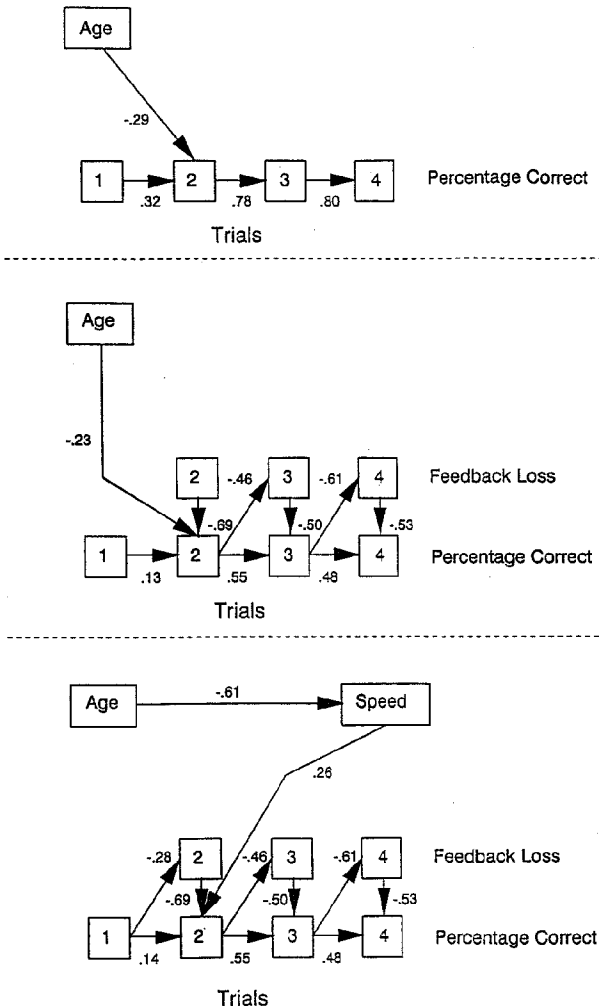 Age
-.29
1 2 3 4 Percentage Correct
.32 .78 .80
Trials
Age
-.23
2 -.46 3 -.61 4 Feedback Loss
-.69 -.50 -.53
1 2 3 4 Percentage Correct
.13 .55 .48
Trials
Age -.61 Speed
.26
-.28 2 -.46 3 -.61 4 Feedback Loss
-.69 -.50 -.53
1 2 3 4 Percentage Correct
.14 .55 .48
Trials